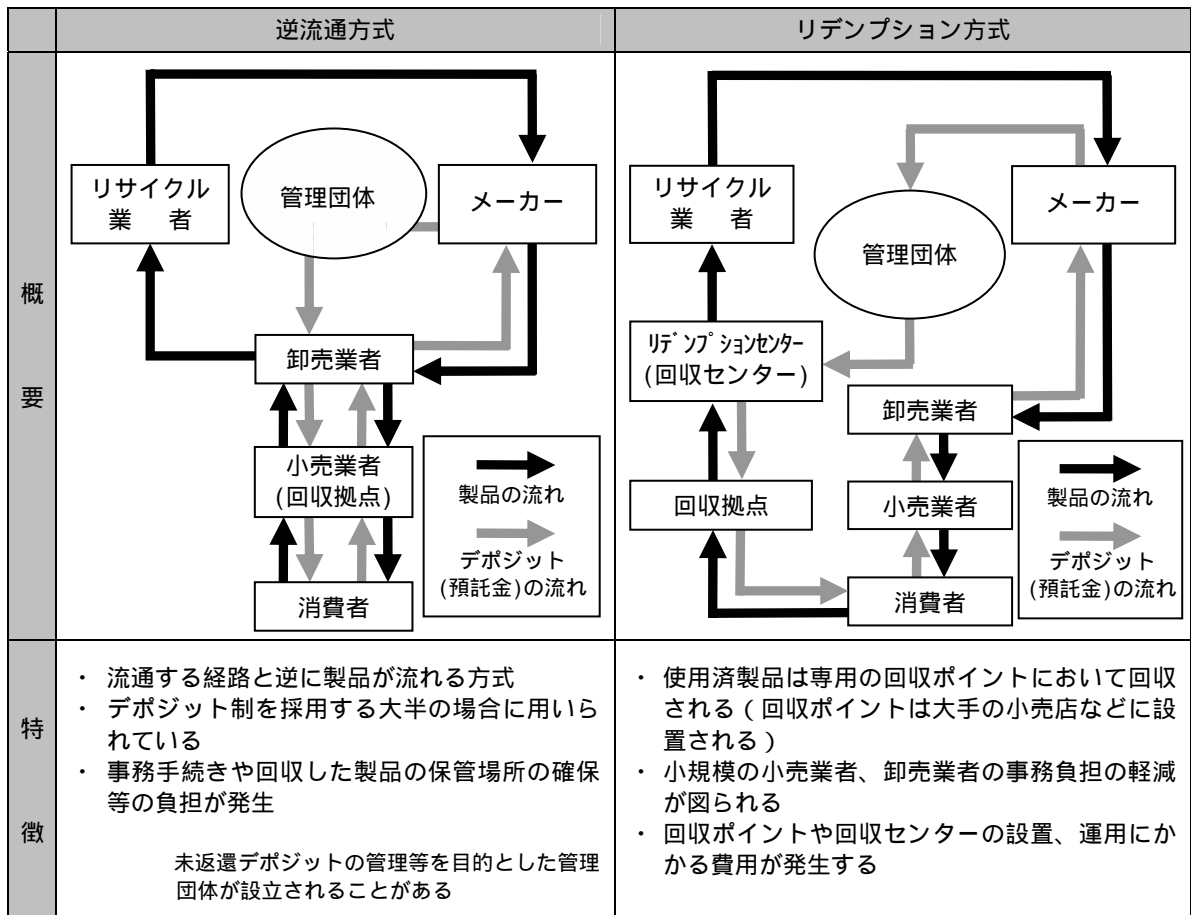 逆流通方式
リデンプション方式
概
要
リサイクル
業　者
管理団体
メーカー
卸売業者
小売業者
(回収拠点)
消費者
製品の流れ
デポジット
(預託金)の流れ
リサイクル
業　者
管理団体
メーカー
ﾘﾃﾞﾝﾌﾟｼｮﾝｾﾝﾀｰ
(回収センター)
卸売業者
回収拠点
小売業者
消費者
製品の流れ
デポジット
(預託金)の流れ
特
徴
・ 流通する経路と逆に製品が流れる方式
・ デポジット制を採用する大半の場合に用いら
れている
・ 事務手続きや回収した製品の保管場所の確保
等の負担が発生
未返還デポジットの管理等を目的とした管理
団体が設立されることがある
・ 使用済製品は専用の回収ポイントにおいて回収
される（回収ポイントは大手の小売店などに設
置される）
・ 小規模の小売業者、卸売業者の事務負担の軽減
が図られる
・ 回収ポイントや回収センターの設置、運用にか
かる費用が発生する